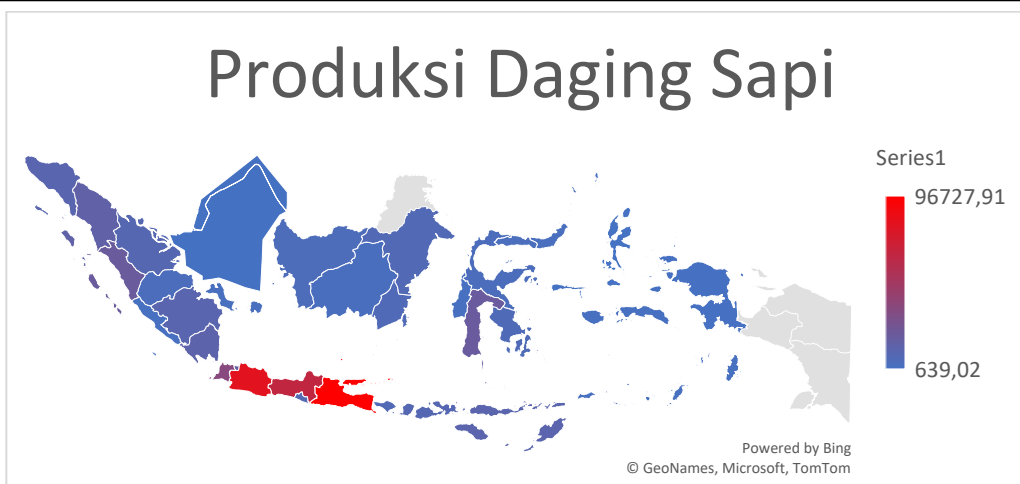 Produksi Daging Sapi
Series1
96727,91
639,02
Powered by Bing
© GeoNames, Microsoft, TomTom